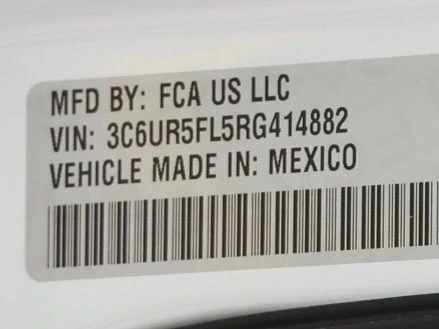 MFD BY: FCA US LLC
VIN: 3C6UR5FL5RG414882
VEHICLE MADE IN: MEXICO